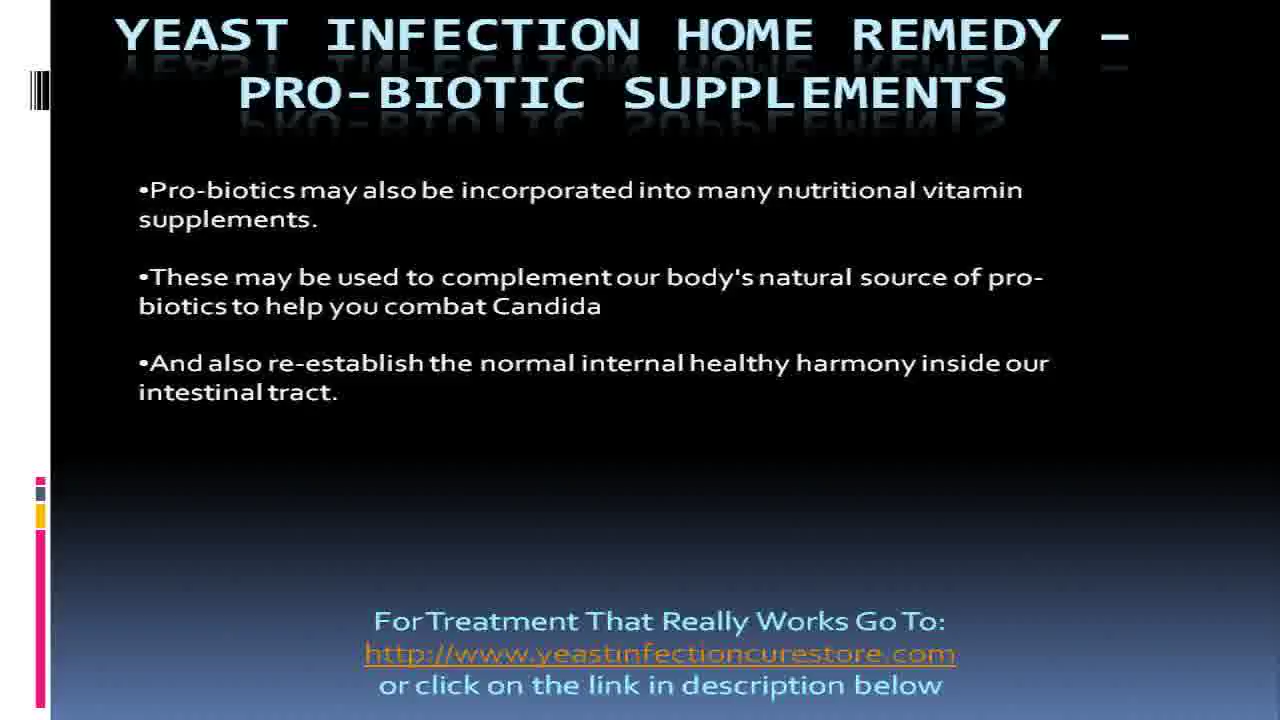 YEAST INFECTION HOME REMEDY –
PRO-BIOTIC SUPPLEMENTS
•Pro-biotics may also be incorporated into many nutritional vitamin
supplements.
•These may be used to complement our body's natural source of pro-
biotics to help you combat Candida
•And also re-establish the normal internal healthy harmony inside our
intestinal tract.
For Treatment That Really Works Go To:
http://www.yeastinfectioncurestore.com
or click on the link in description below